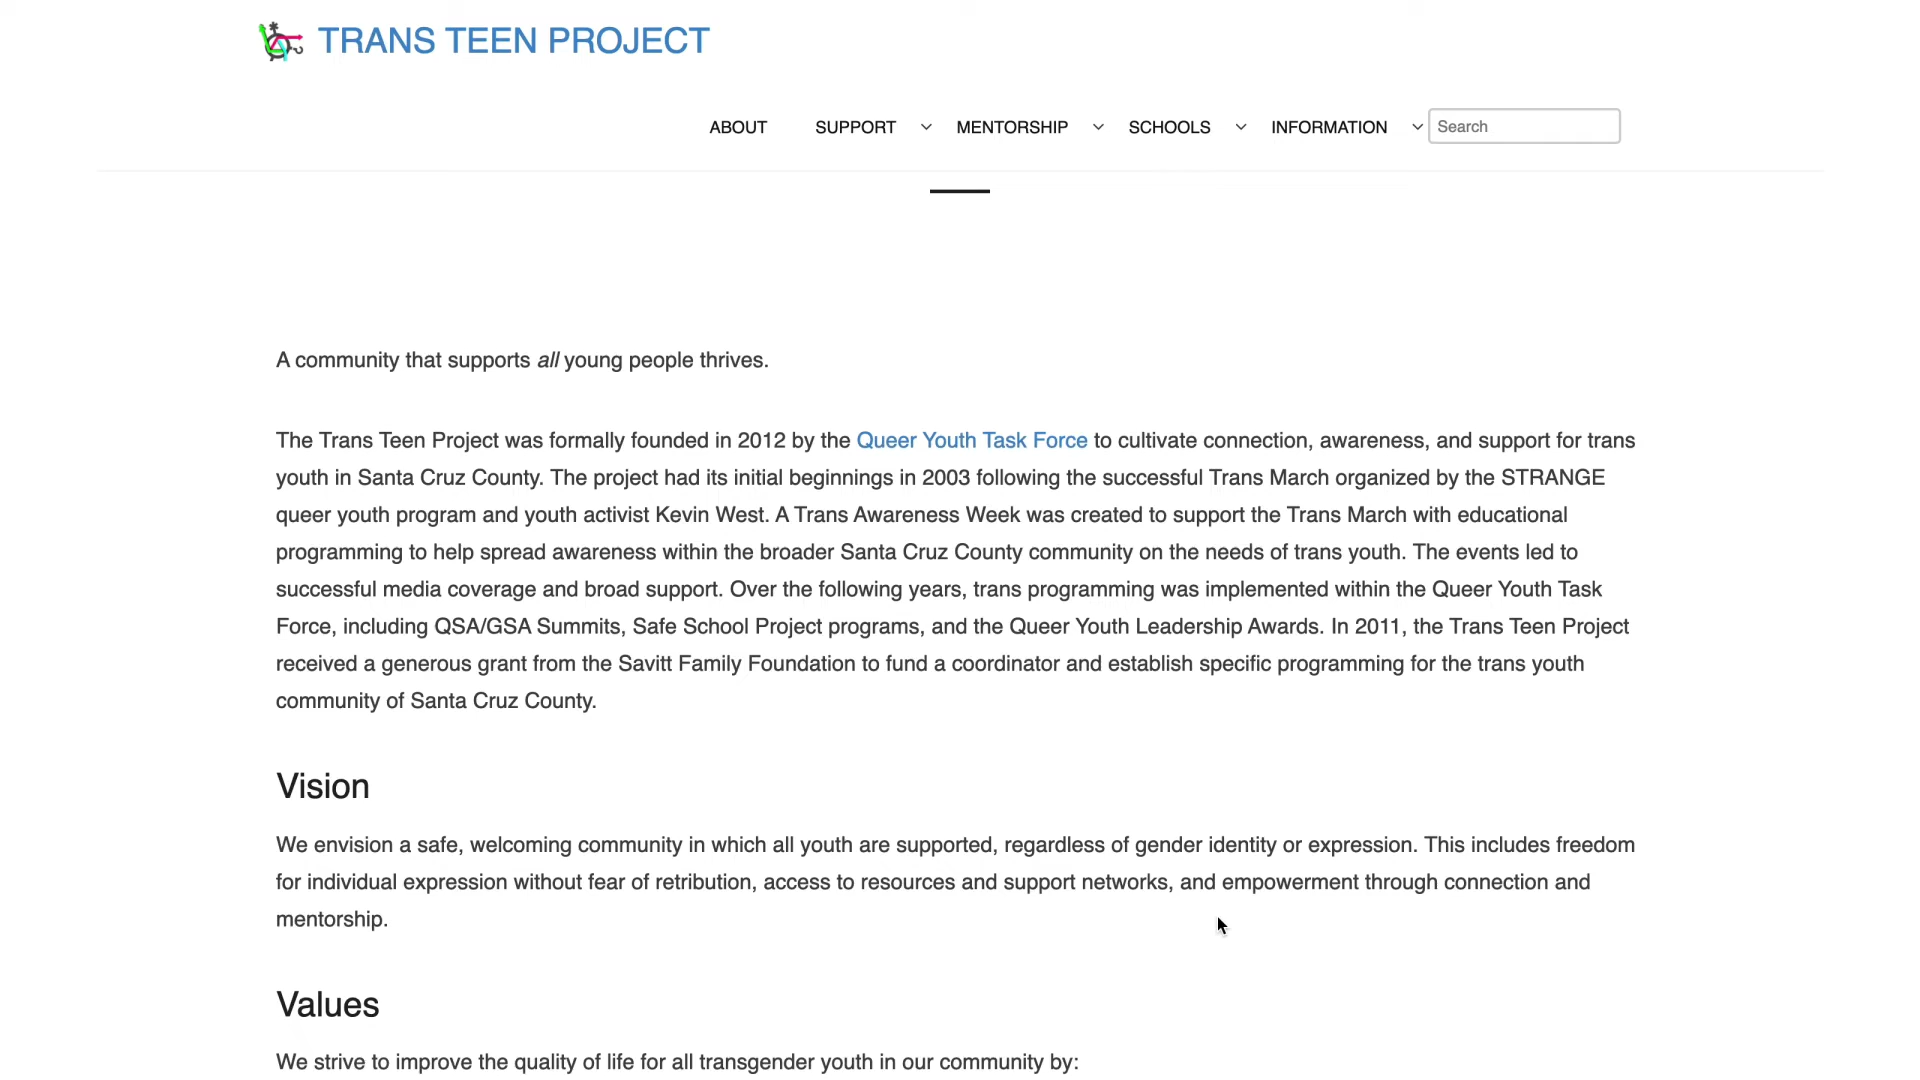 TRANS TEEN PROJECT
ABOUT SUPPORT MENTORSHIP SCHOOLS INFORMATION Search
A community that supports all young people thrives.
The Trans Teen Project was formally founded in 2012 by the Queer Youth Task Force to cultivate connection, awareness, and support for trans
youth in Santa Cruz County. The project had its initial beginnings in 2003 following the successful Trans March organized by the STRANGE
queer youth program and youth activist Kevin West. A Trans Awareness Week was created to support the Trans March with educational
programming to help spread awareness within the broader Santa Cruz County community on the needs of trans youth. The events led to
successful media coverage and broad support. Over the following years, trans programming was implemented within the Queer Youth Task
Force, including QSA/GSA Summits, Safe School Project programs, and the Queer Youth Leadership Awards. In 2011, the Trans Teen Project
received a generous grant from the Savitt Family Foundation to fund a coordinator and establish specific programming for the trans youth
community of Santa Cruz County.
Vision
We envision a safe, welcoming community in which all youth are supported, regardless of gender identity or expression. This includes freedom
for individual expression without fear of retribution, access to resources and support networks, and empowerment through connection and
mentorship.
Values
We strive to improve the quality of life for all transgender youth in our community by: